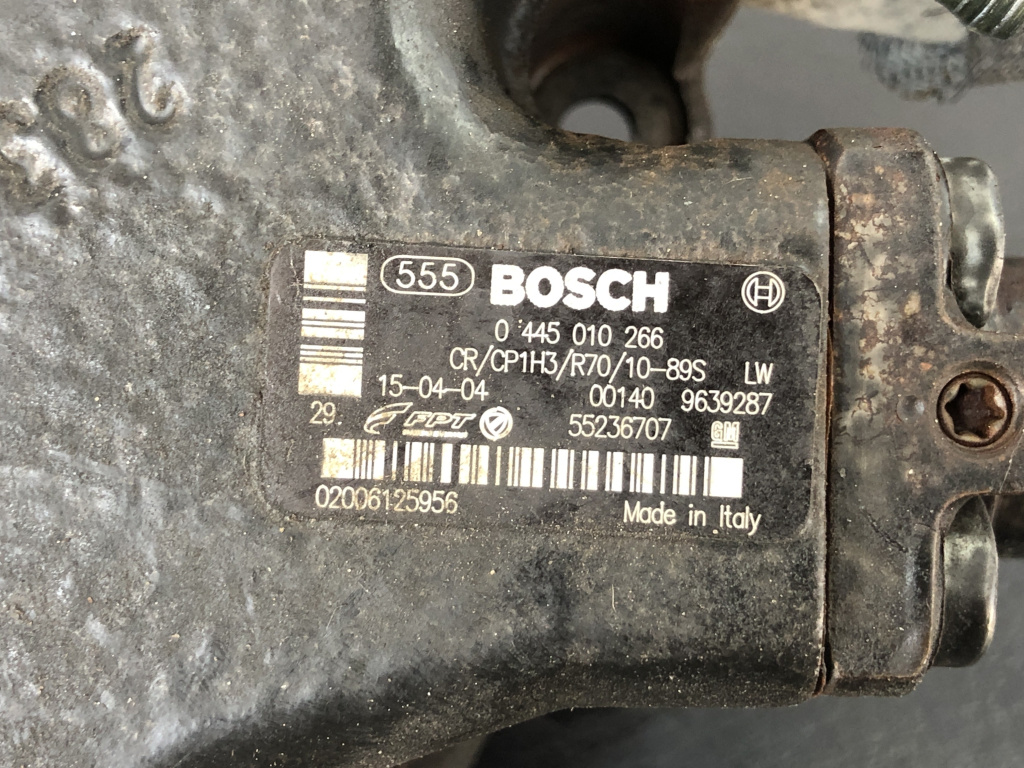 555 BOSCH
0 445 010 266
CR/CP1H3/R70/10-89S LW
15-04-04 00140 9639287
29. FPT 55236707 GM
02006125956 Made in Italy